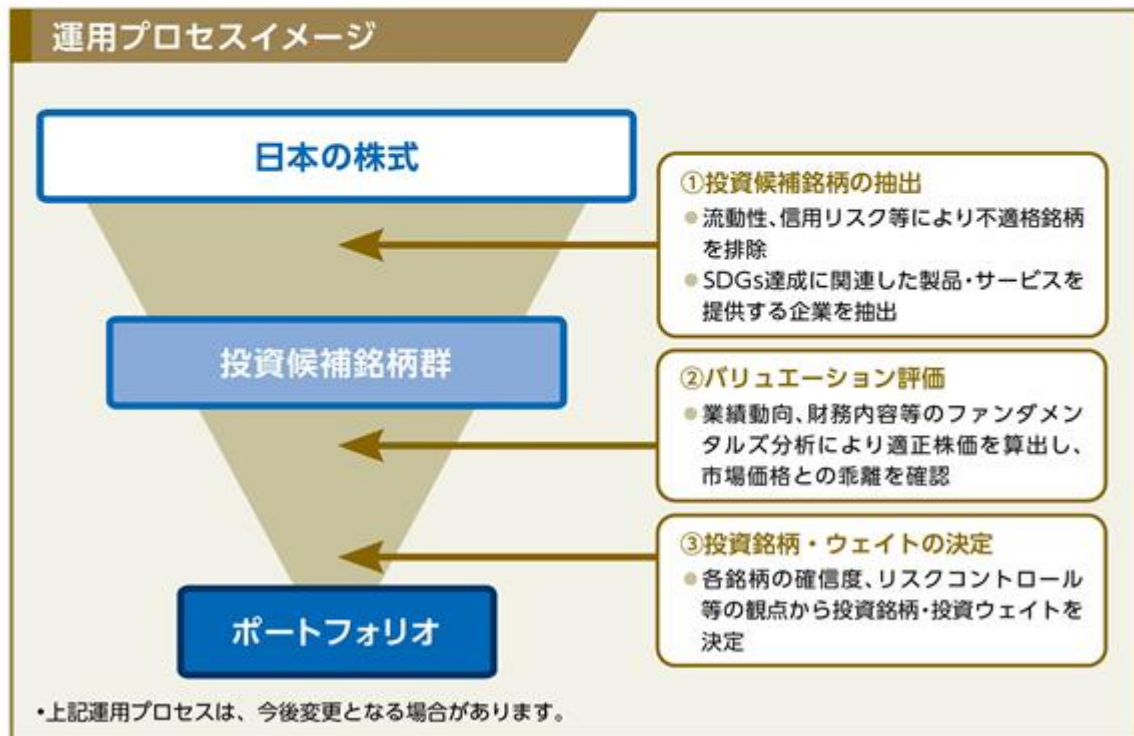 運用プロセスイメージ
日本の株式
①投資候補銘柄の抽出
●流動性、信用リスク等により不適格銘柄
を排除
●SDGs達成に関連した製品・サービスを
提供する企業を抽出
投資候補銘柄群
②バリュエーション評価
●業績動向、財務内容等のファンダメン
タルズ分析により適正株価を算出し、
市場価格との乖離を確認
③投資銘柄・ウェイトの決定
●各銘柄の確信度、リスクコントロール
等の観点から投資銘柄・投資ウェイトを
決定
ポートフォリオ
•上記運用プロセスは、今後変更となる場合があります。